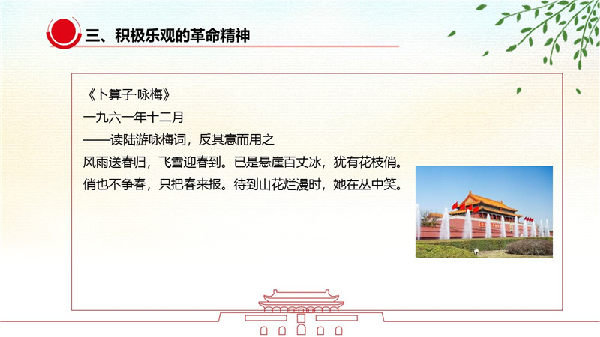 三、积极乐观的革命精神
《卜算子·咏梅》
一九六一年十二月
——读陆游咏梅词，反其意而用之
风雨送春归，飞雪迎春到。已是悬崖百丈冰，犹有花枝俏。
俏也不争春，只把春来报。待到山花烂漫时，她在丛中笑。